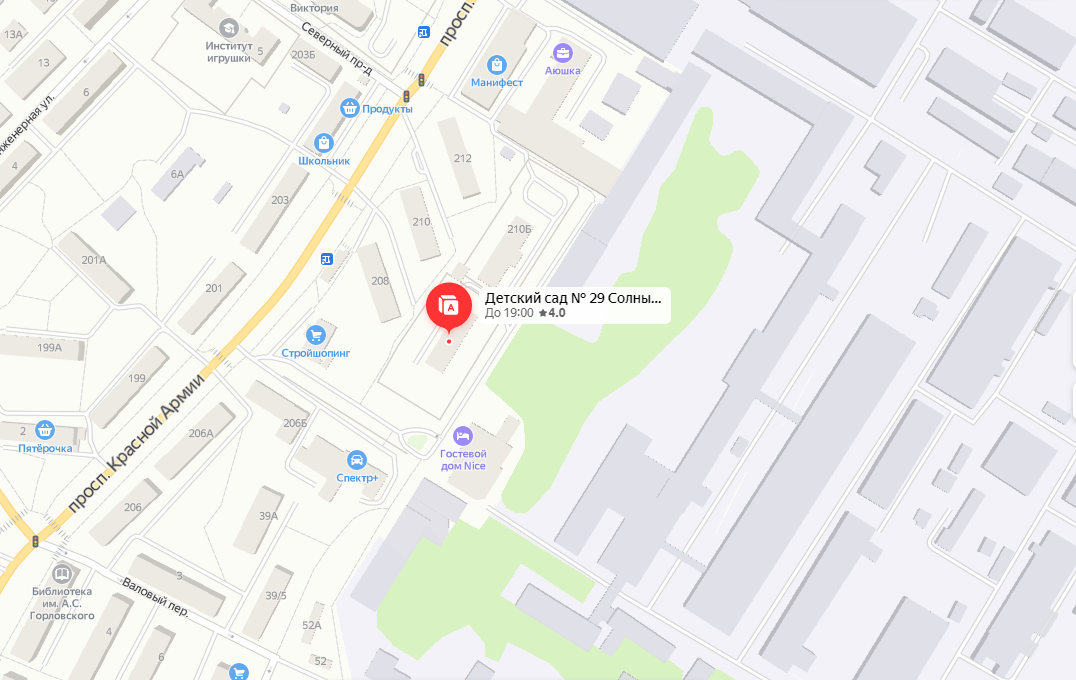 Виктория
просп.
13А
Институт
игрушки
5
Северный пр-д
203Б
Аюшка
Манифест
13
6
Продукты
нженерная ул.
Школьник
4
6А
212
203
210
210Б
201А
208
201
Детский сад № 29 Солны...
До 19:00 ★4.0
Стройшопинг
199А
199
просп. Красной Армии
206Б
2
Пятёрочка
206А
Гостевой
дом Nice
Спектр+
206
39А
Библиотека
им. А.С.
Горловского
3
Валовый пер.
39/5
52А
4
6
52